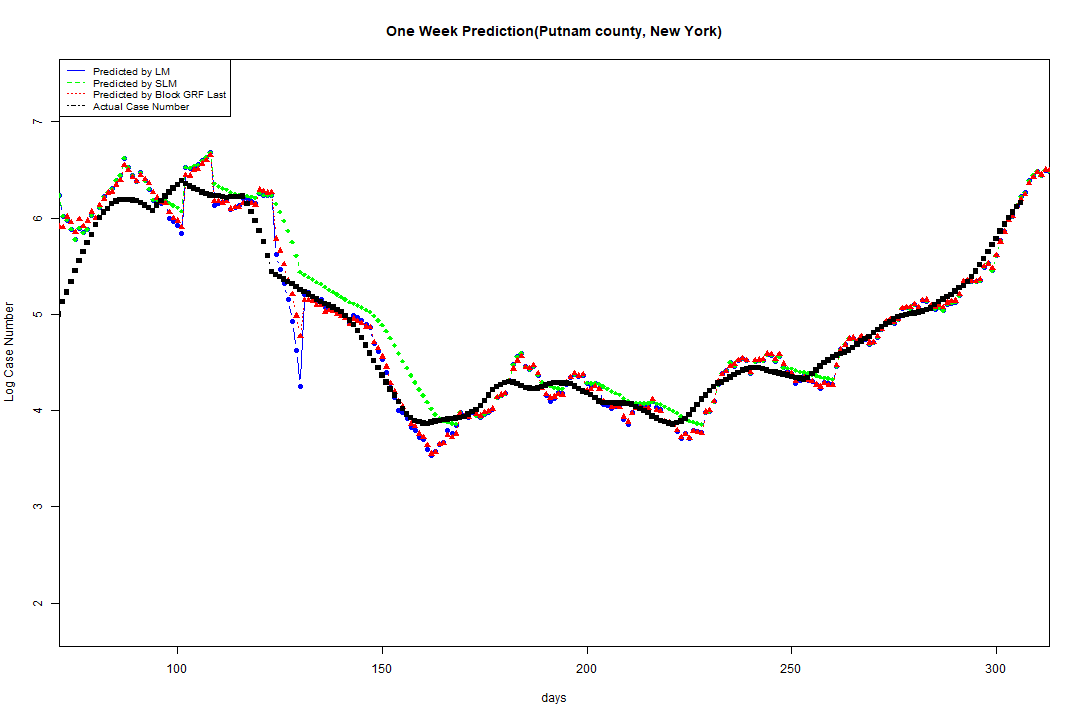 One Week Prediction(Putnam county, New York)
Predicted by LM
Predicted by SLM
Predicted by Block GRF Last
Actual Case Number
7
6
5
4
3
2
Log Case Number
100 150 200 250 300
days